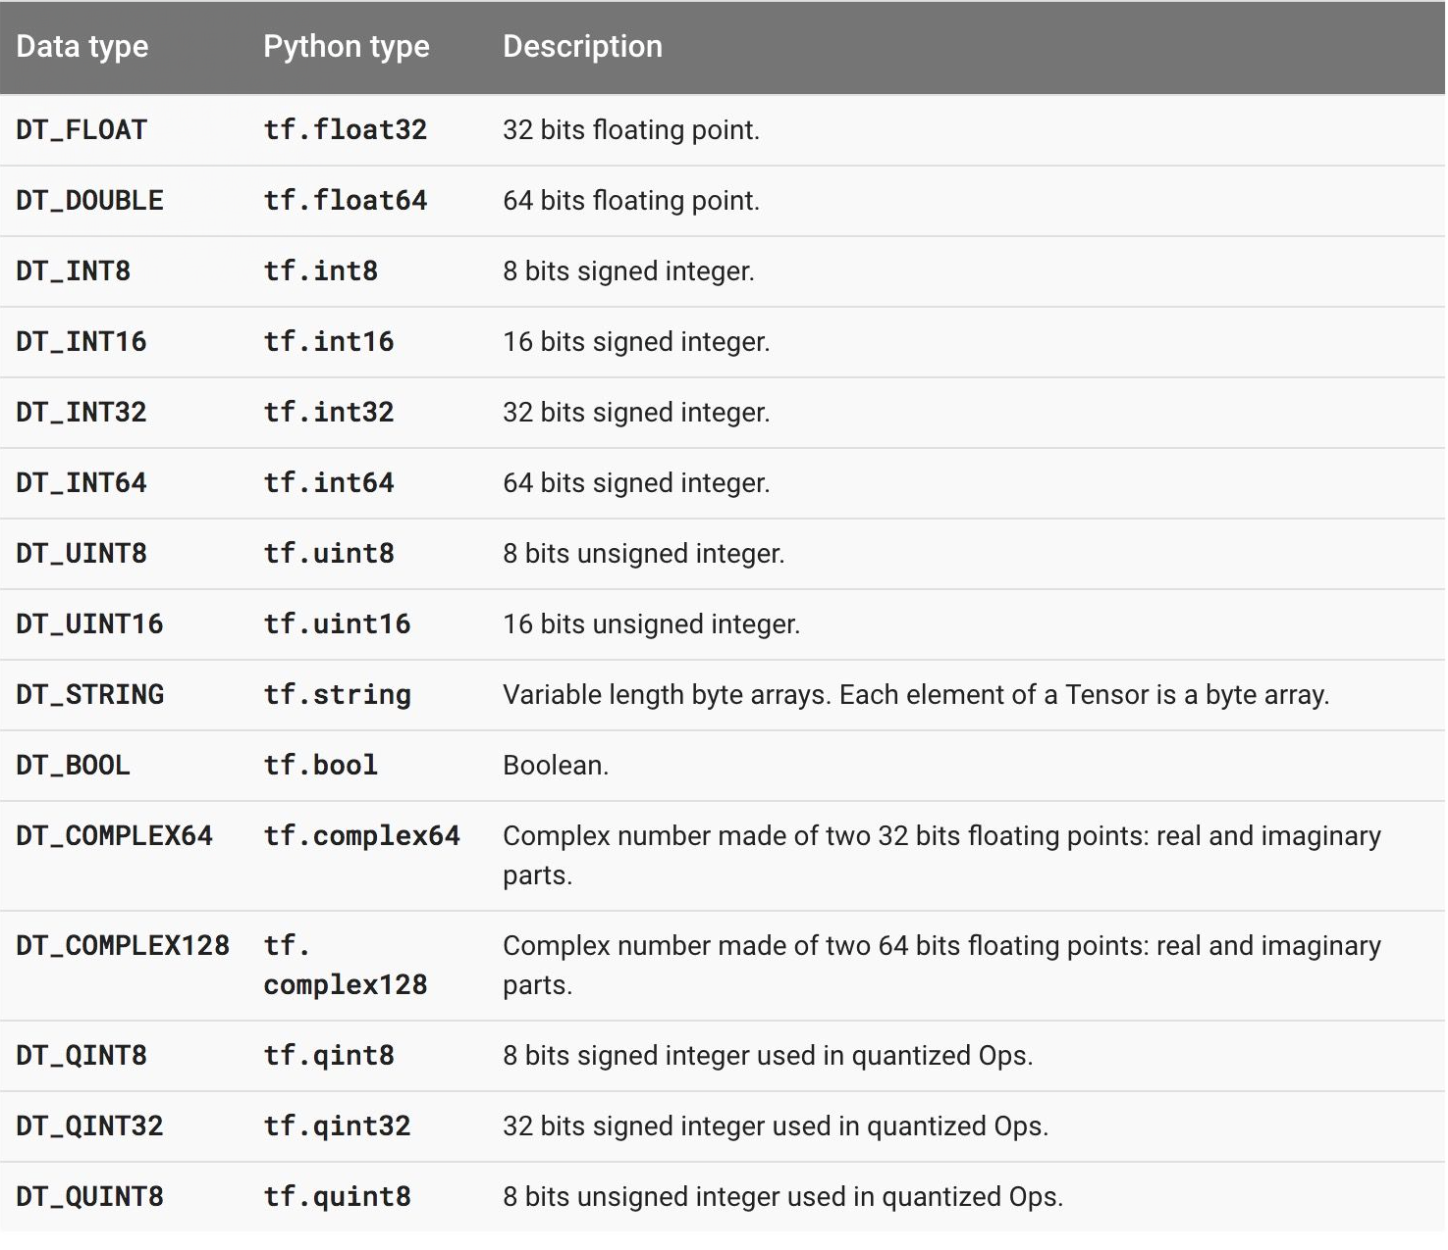 Data type Python type Description
DT_FLOAT tf.float32 32 bits floating point.
DT_DOUBLE tf.float64 64 bits floating point.
DT_INT8 tf.int8 8 bits signed integer.
DT_INT16 tf.int16 16 bits signed integer.
DT_INT32 tf.int32 32 bits signed integer.
DT_INT64 tf.int64 64 bits signed integer.
DT_UINT8 tf.uint8 8 bits unsigned integer.
DT_UINT16 tf.uint16 16 bits unsigned integer.
DT_STRING tf.string Variable length byte arrays. Each element of a Tensor is a byte array.
DT_BOOL tf.bool Boolean.
DT_COMPLEX64 tf.complex64 Complex number made of two 32 bits floating points: real and imaginary
parts.
DT_COMPLEX128 tf. Complex number made of two 64 bits floating points: real and imaginary
complex128 parts.
DT_QINT8 tf.qint8 8 bits signed integer used in quantized Ops.
DT_QINT32 tf.qint32 32 bits signed integer used in quantized Ops.
DT_QUINT8 tf.quint8 8 bits unsigned integer used in quantized Ops.